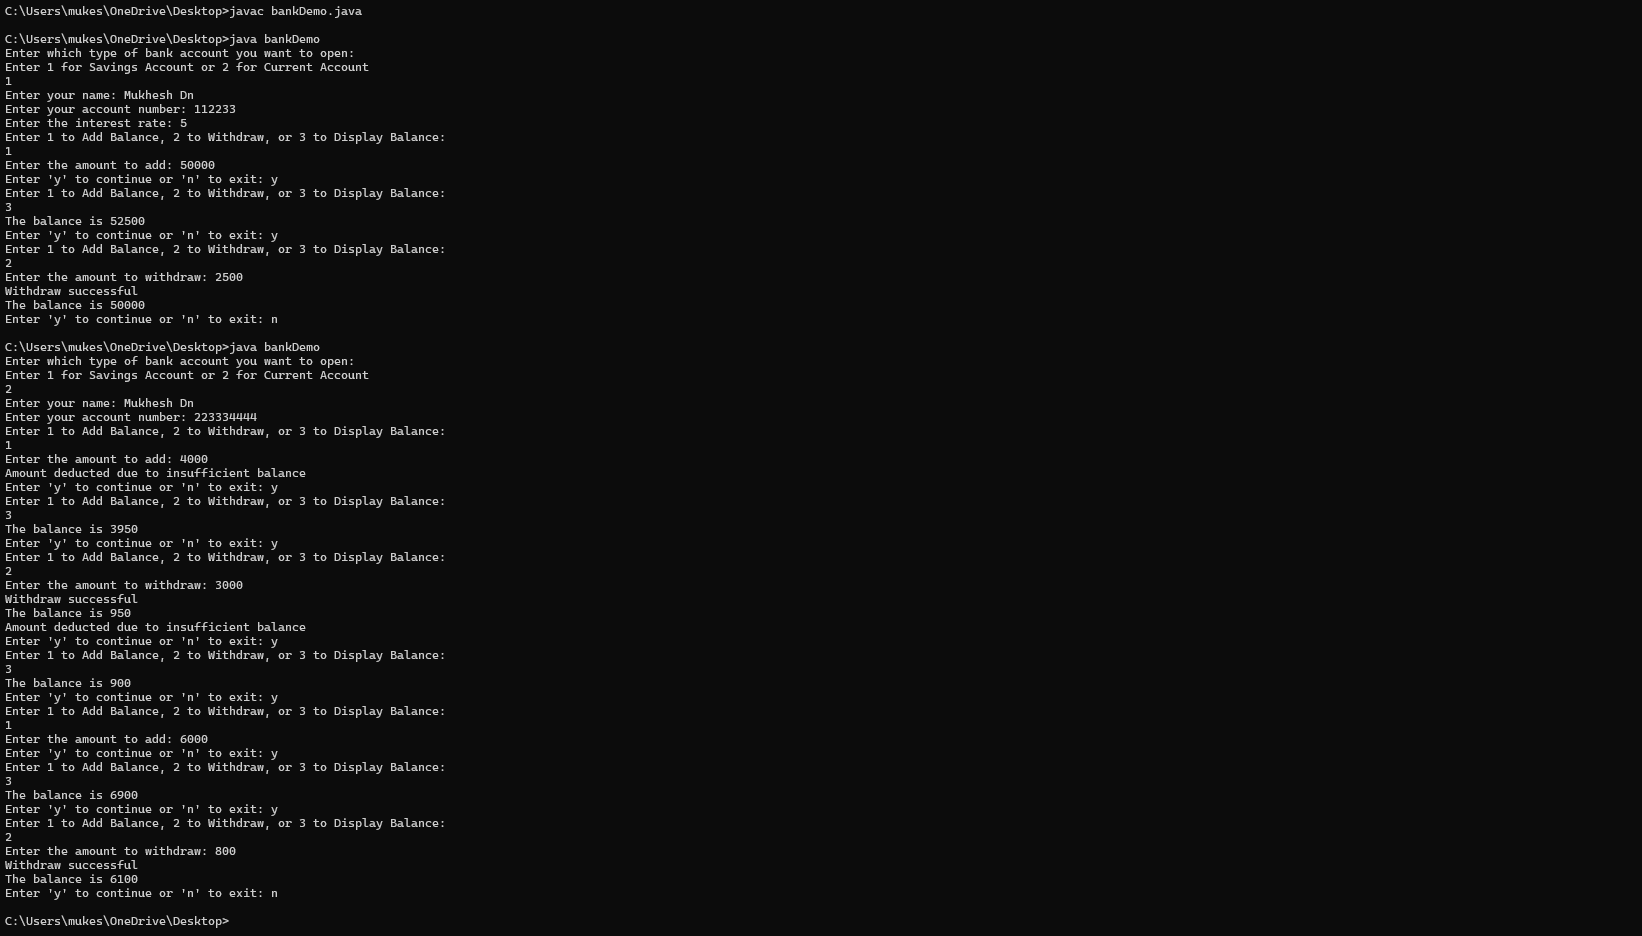 C:\Users\mukes\OneDrive\Desktop>javac bankDemo.java
C:\Users\mukes\OneDrive\Desktop>java bankDemo
Enter which type of bank account you want to open:
Enter 1 for Savings Account or 2 for Current Account
1
Enter your name: Mukhesh Dn
Enter your account number: 112233
Enter the interest rate: 5
Enter 1 to Add Balance, 2 to Withdraw, or 3 to Display Balance:
1
Enter the amount to add: 50000
Enter 'y' to continue or 'n' to exit: y
Enter 1 to Add Balance, 2 to Withdraw, or 3 to Display Balance:
3
The balance is 52500
Enter 'y' to continue or 'n' to exit: y
Enter 1 to Add Balance, 2 to Withdraw, or 3 to Display Balance:
2
Enter the amount to withdraw: 2500
Withdraw successful
The balance is 50000
Enter 'y' to continue or 'n' to exit: n
C:\Users\mukes\OneDrive\Desktop>java bankDemo
Enter which type of bank account you want to open:
Enter 1 for Savings Account or 2 for Current Account
2
Enter your name: Mukhesh Dn
Enter your account number: 223334444
Enter 1 to Add Balance, 2 to Withdraw, or 3 to Display Balance:
1
Enter the amount to add: 4000
Amount deducted due to insufficient balance
Enter 'y' to continue or 'n' to exit: y
Enter 1 to Add Balance, 2 to Withdraw, or 3 to Display Balance:
3
The balance is 3950
Enter 'y' to continue or 'n' to exit: y
Enter 1 to Add Balance, 2 to Withdraw, or 3 to Display Balance:
2
Enter the amount to withdraw: 3000
Withdraw successful
The balance is 950
Amount deducted due to insufficient balance
Enter 'y' to continue or 'n' to exit: y
Enter 1 to Add Balance, 2 to Withdraw, or 3 to Display Balance:
3
The balance is 900
Enter 'y' to continue or 'n' to exit: y
Enter 1 to Add Balance, 2 to Withdraw, or 3 to Display Balance:
1
Enter the amount to add: 6000
Enter 'y' to continue or 'n' to exit: y
Enter 1 to Add Balance, 2 to Withdraw, or 3 to Display Balance:
3
The balance is 6900
Enter 'y' to continue or 'n' to exit: y
Enter 1 to Add Balance, 2 to Withdraw, or 3 to Display Balance:
2
Enter the amount to withdraw: 800
Withdraw successful
The balance is 6100
Enter 'y' to continue or 'n' to exit: n
C:\Users\mukes\OneDrive\Desktop>